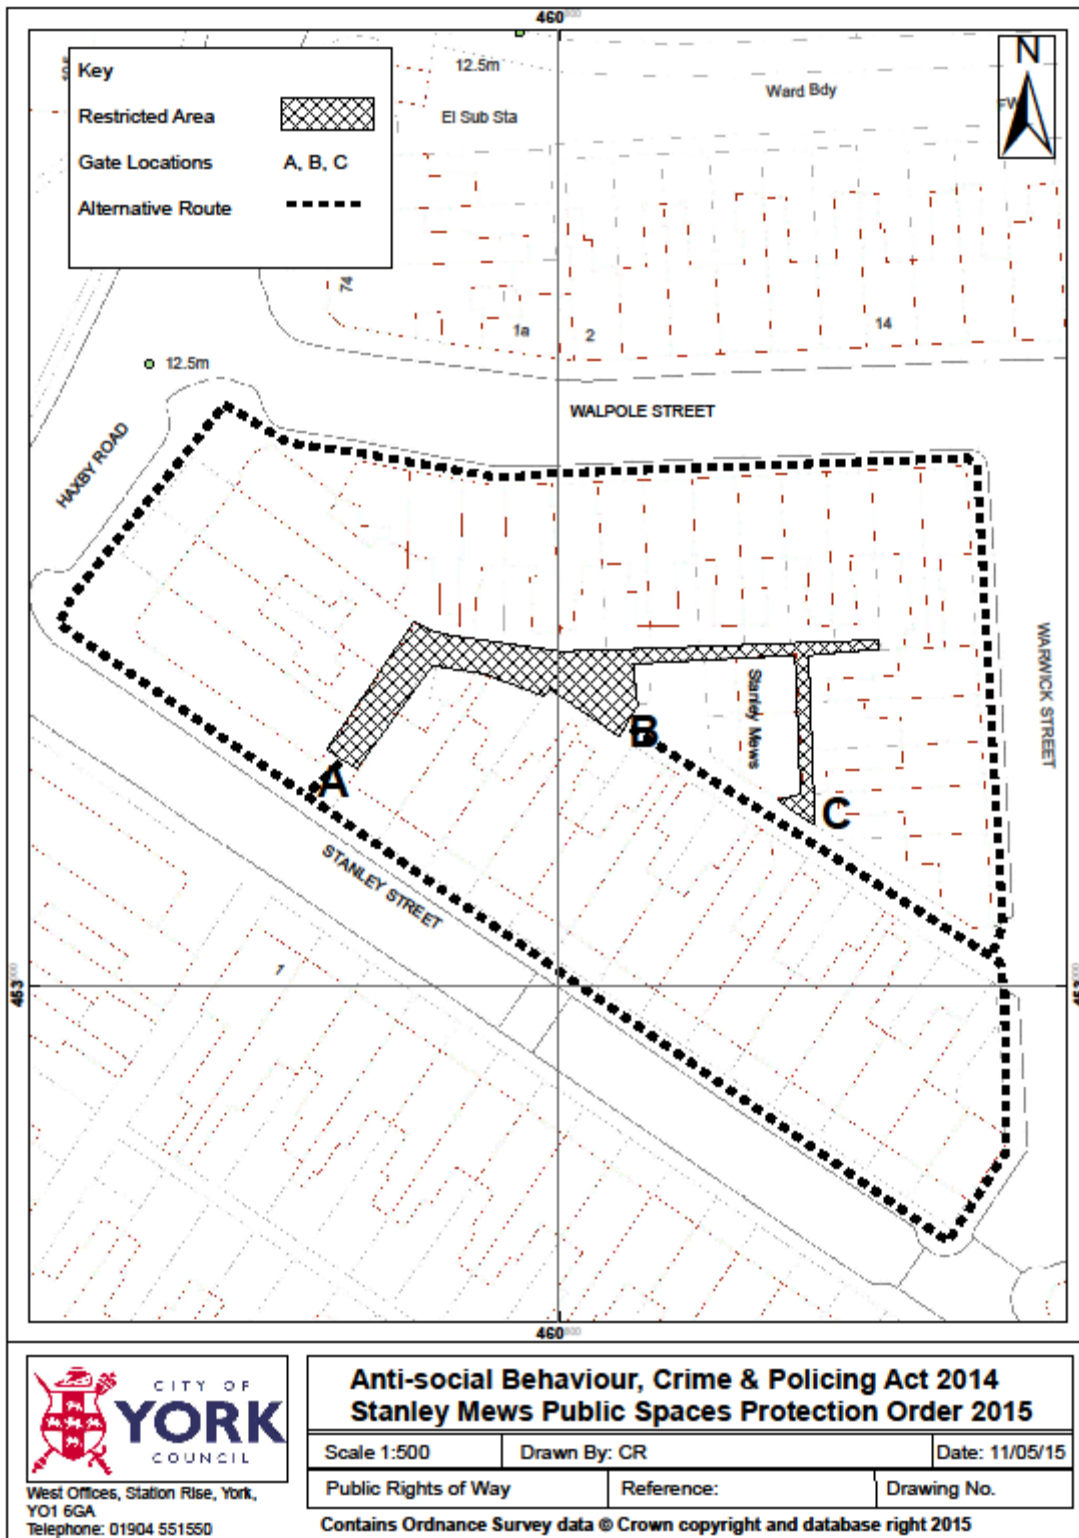 460
Key
Restricted Area
Gate Locations A, B, C
Alternative Route
N
12.5m
El Sub Sta
Ward Bdy
74
1a
2
14
12.5m
HAXBY ROAD
WALPOLE STREET
WARWICK STREET
Stanley Mews
A
B
C
STANLEY STREET
1
453
460
CITY OF
YORK
COUNCIL
West Offices, Station Rise, York,
YO1 6GA
Telephone: 01904 551550
Anti-social Behaviour, Crime & Policing Act 2014
Stanley Mews Public Spaces Protection Order 2015
Scale 1:500 Drawn By: CR Date: 11/05/15
Public Rights of Way Reference: Drawing No.
Contains Ordnance Survey data © Crown copyright and database right 2015